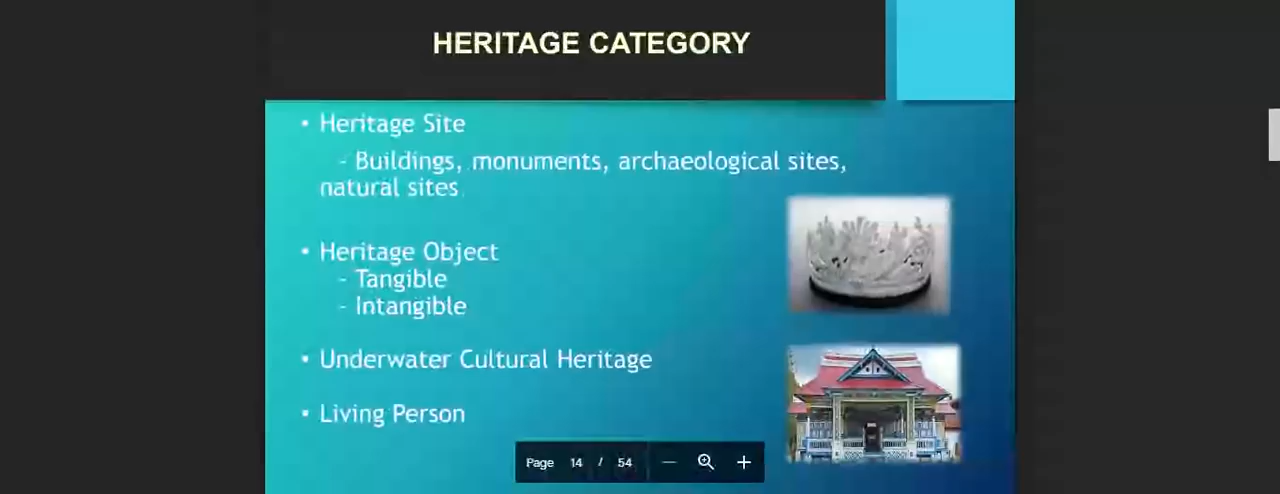 HERITAGE CATEGORY
• Heritage Site
- Buildings, monuments, archaeological sites,
natural sites
• Heritage Object
- Tangible
- Intangible
• Underwater Cultural Heritage
• Living Person
Page 14 / 54